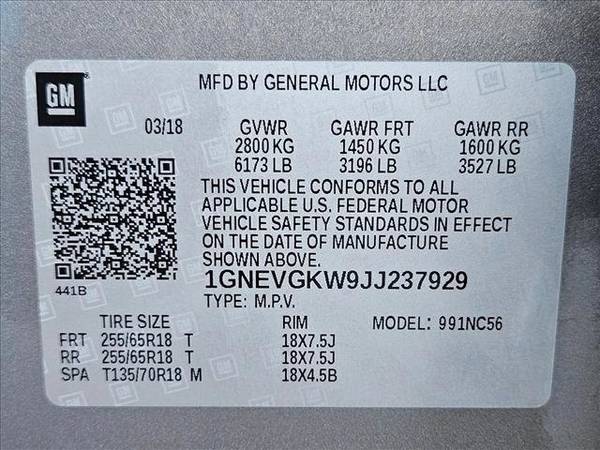 GM
MFD BY GENERAL MOTORS LLC
03/18 GVWR GAWR FRT GAWR RR
2800 KG 1450 KG 1600 KG
6173 LB 3196 LB 3527 LB
THIS VEHICLE CONFORMS TO ALL
APPLICABLE U.S. FEDERAL MOTOR
VEHICLE SAFETY STANDARDS IN EFFECT
ON THE DATE OF MANUFACTURE
SHOWN ABOVE.
441B
1GNEVGKW9JJ237929
TYPE: M.P.V.
TIRE SIZE RIM MODEL: 991NC56
FRT 255/65R18 T 18X7.5J
RR 255/65R18 T 18X7.5J
SPA T135/70R18 M 18X4.5B